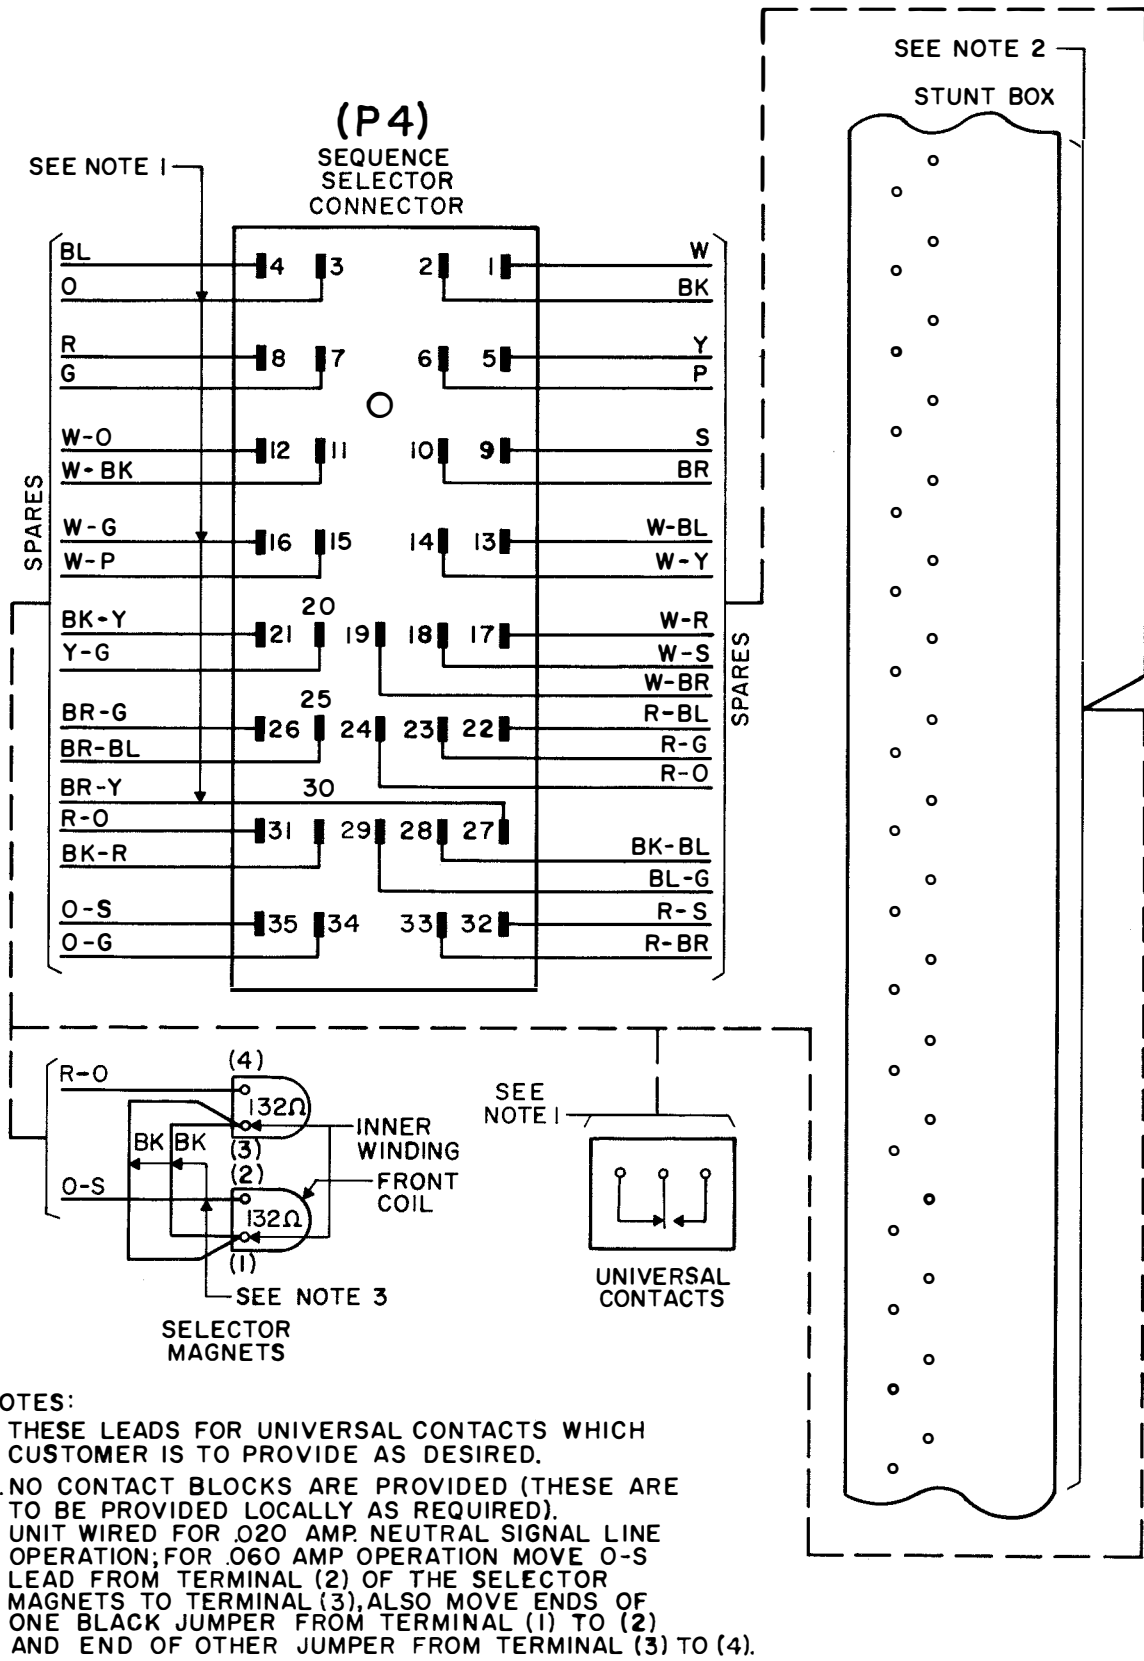 SEE NOTE 2
STUNT BOX
(P4)
SEQUENCE
SELECTOR
CONNECTOR
SEE NOTE 1
SPARES
BL
4 3 2 1
W
O
BK
R
8 7 6 5
Y
G
P
W-O
12 11 10 9
S
W-BK
BR
W-G
16 15 14 13
W-BL
W-P
W-Y
20
BK-Y
21 19 18 17
W-R
Y-G
W-S
W-BR
SPARES
25
BR-G
26 24 23 22
R-BL
BR-BL
R-G
R-O
BR-Y
30
R-O
31 29 28 27
BK-R
BK-BL
BL-G
O-S
35 34 33 32
R-S
O-G
R-BR
(4)
R-O
132Ω
BK BK
(3)
INNER
WINDING
(2)
O-S
132Ω
FRONT
COIL
(1)
SEE NOTE 3
SELECTOR
MAGNETS
SEE
NOTE 1
UNIVERSAL
CONTACTS
OTES:
THESE LEADS FOR UNIVERSAL CONTACTS WHICH
CUSTOMER IS TO PROVIDE AS DESIRED.
. NO CONTACT BLOCKS ARE PROVIDED (THESE ARE
TO BE PROVIDED LOCALLY AS REQUIRED).
UNIT WIRED FOR .020 AMP. NEUTRAL SIGNAL LINE
OPERATION; FOR .060 AMP OPERATION MOVE O-S
LEAD FROM TERMINAL (2) OF THE SELECTOR
MAGNETS TO TERMINAL (3), ALSO MOVE ENDS OF
ONE BLACK JUMPER FROM TERMINAL (1) TO (2)
AND END OF OTHER JUMPER FROM TERMINAL (3) TO (4).